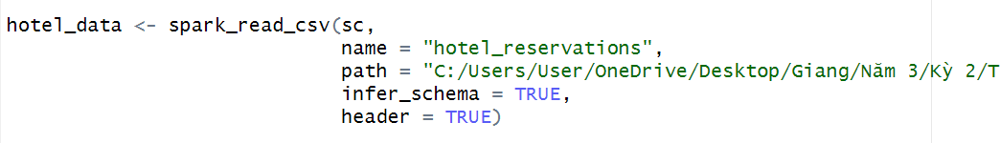 hotel_data <- spark_read_csv(sc,
name = "hotel_reservations",
path = "C:/Users/User/OneDrive/Desktop/Giang/Năm 3/Kỳ 2/T
infer_schema = TRUE,
header = TRUE)